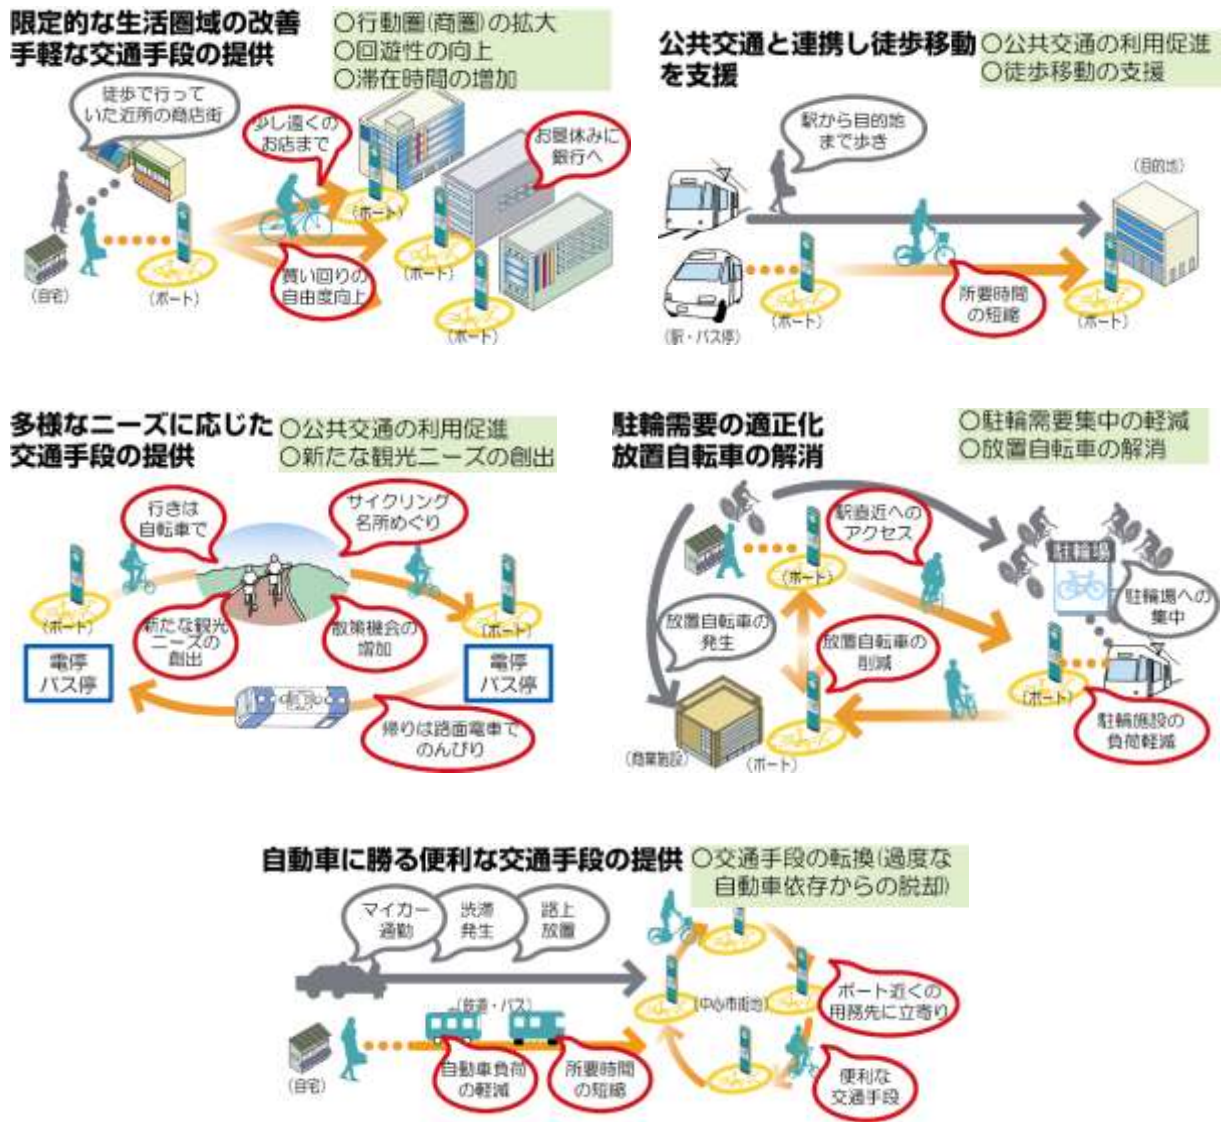 限定的な生活圏域の改善
手軽な交通手段の提供
○行動圏(商圏)の拡大
○回遊性の向上
○滞在時間の増加
徒歩で行って
いた近所の商店街
少し遠くの
お店まで
お昼休みに
銀行へ
買い回りの
自由度向上
(自宅)
(ポート)
(ポート)
(ポート)
(ポート)
公共交通と連携し徒歩移動
を支援
○公共交通の利用促進
○徒歩移動の支援
駅から目的地
まで歩き
(目的地)
所要時間
の短縮
(駅・バス停)
(ポート)
(ポート)
多様なニーズに応じた
交通手段の提供
○公共交通の利用促進
○新たな観光ニーズの創出
行きは
自転車で
サイクリング
名所めぐり
(ポート)
(ポート)
新たな観光
ニーズの
創出
散策機会の
増加
電停
バス停
電停
バス停
帰りは路面電車で
のんびり
駐輪需要の適正化
放置自転車の解消
○駐輪需要集中の軽減
○放置自転車の解消
駅直近への
アクセス
駐輪場
(ポート)
駐輪場への
集中
放置自転車の
発生
放置自転車の
削減
(ポート)
駐輪施設の
負荷軽減
(商業施設)
(ポート)
自動車に勝る便利な交通手段の提供
○交通手段の転換(過度な
自動車依存からの脱却)
マイカー
通勤
渋滞
発生
路上
放置
(鉄道・バス)
(中心市街地)
ポート近くの
用務先に立寄り
自動車負荷
の軽減
所要時間
の短縮
(自宅)
便利な
交通手段